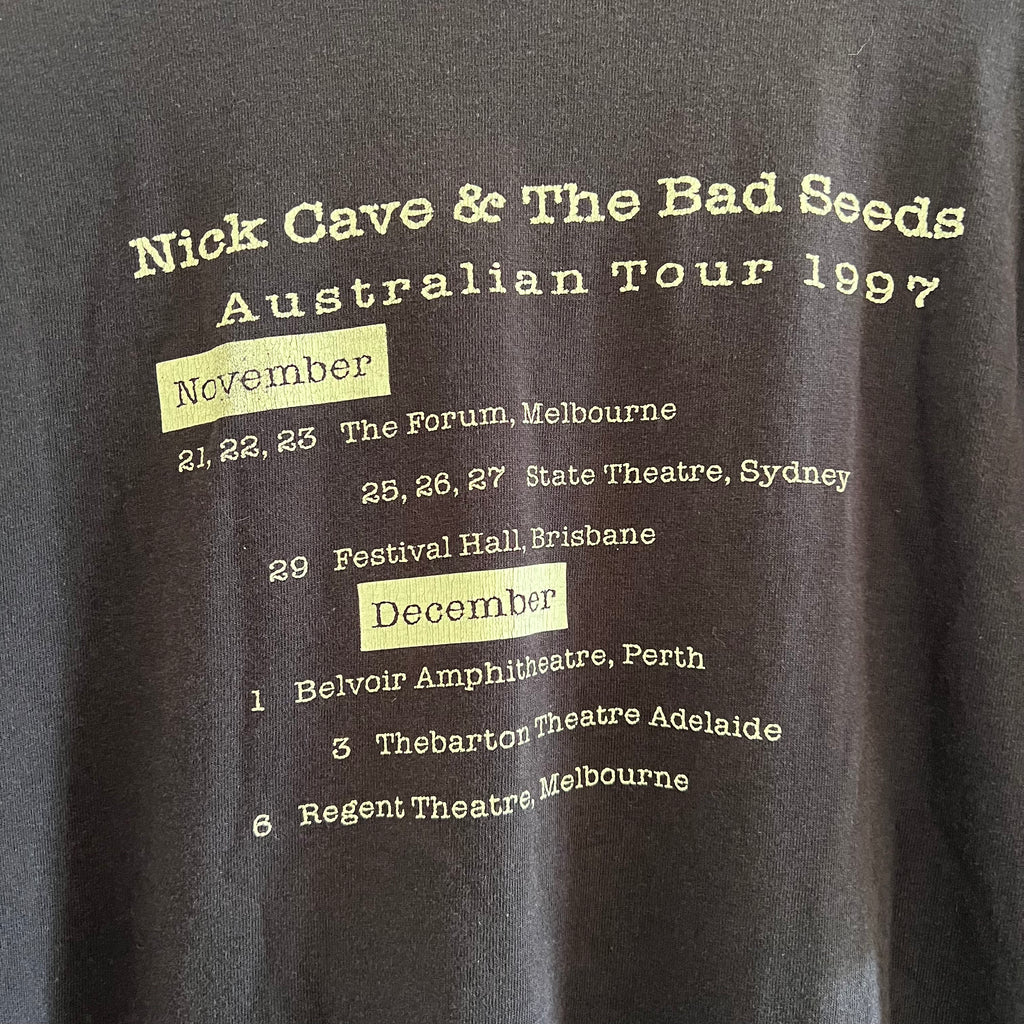 Nick Cave & The Bad Seeds
Australian Tour 1997
November
21, 22, 23 The Forum, Melbourne
25, 26, 27 State Theatre, Sydney
29 Festival Hall, Brisbane
December
1 Belvoir Amphitheatre, Perth
3 Thebarton Theatre Adelaide
6 Regent Theatre, Melbourne